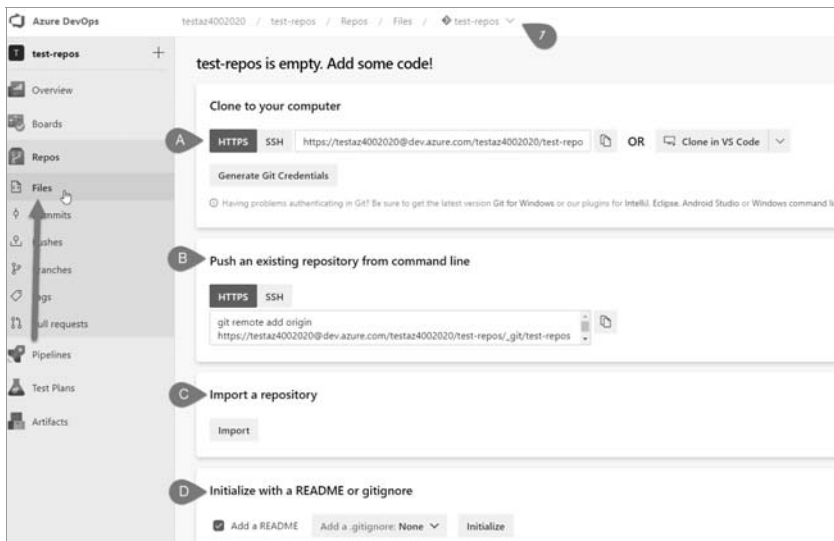 Azure DevOps
testaz4002020 / test-repos / Repos / Files / test-repos
1
T test-repos +
test-repos is empty. Add some code!
Overview
Clone to your computer
Boards
A HTTPS SSH https://testaz4002020@dev.azure.com/testaz4002020/test-repo OR Clone in VS Code
Repos
Generate Git Credentials
Files
Having problems authenticating in Git? Be sure to get the latest version Git for Windows or our plugins for IntelliJ, Eclipse, Android Studio or Windows command li
mmits
ushes
B Push an existing repository from command line
ranches
HTTPS SSH
ags
git remote add origin
https://testaz4002020@dev.azure.com/testaz4002020/test-repos/_git/test-repos
ull requests
Pipelines
Test Plans
C Import a repository
Artifacts
Import
D Initialize with a README or gitignore
Add a README Add a .gitignore: None Initialize